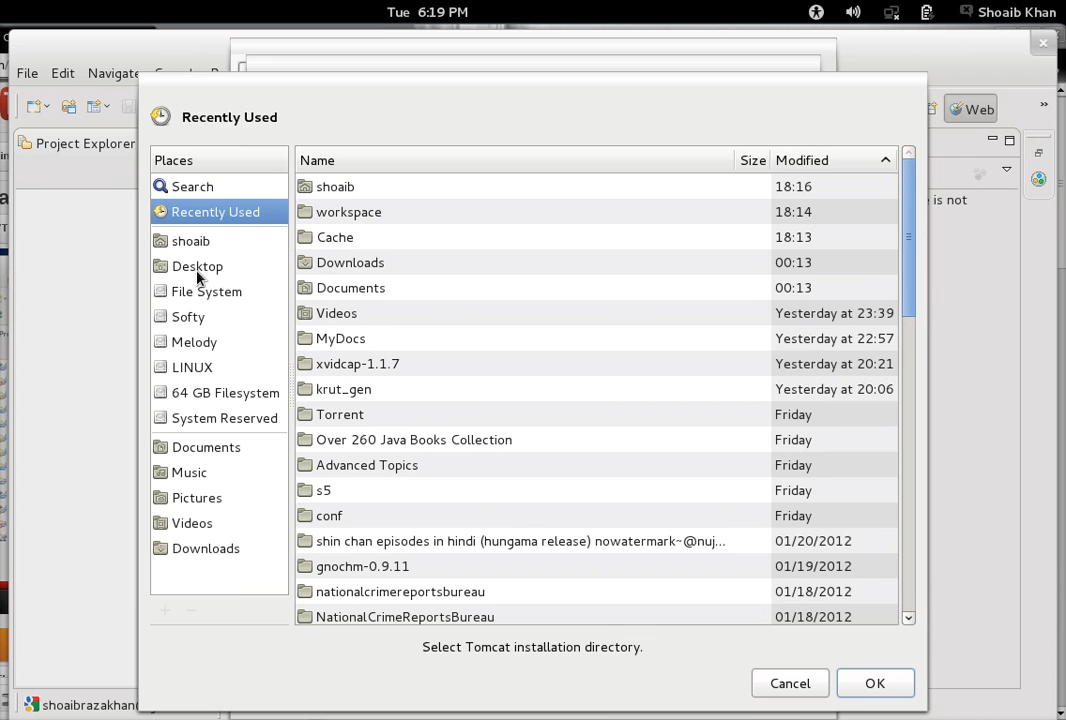 Tue 6:19 PM
Shoaib Khan
File Edit Navigate
Web
Project Explorer
e is not
Recently Used
Places
Search
Recently Used
shoaib
Desktop
File System
Softy
Melody
LINUX
64 GB Filesystem
System Reserved
Documents
Music
Pictures
Videos
Downloads
Name Size Modified
shoaib 18:16
workspace 18:14
Cache 18:13
Downloads 00:13
Documents 00:13
Videos Yesterday at 23:39
MyDocs Yesterday at 22:57
xvidcap-1.1.7 Yesterday at 20:21
krut_gen Yesterday at 20:06
Torrent Friday
Over 260 Java Books Collection Friday
Advanced Topics Friday
s5 Friday
conf Friday
shin chan episodes in hindi (hungama release) nowatermark~@nuj... 01/20/2012
gnochm-0.9.11 01/19/2012
nationalcrimereportsbureau 01/18/2012
NationalCrimeReportsBureau 01/18/2012
Select Tomcat installation directory.
Cancel OK
shoaibrazakhan